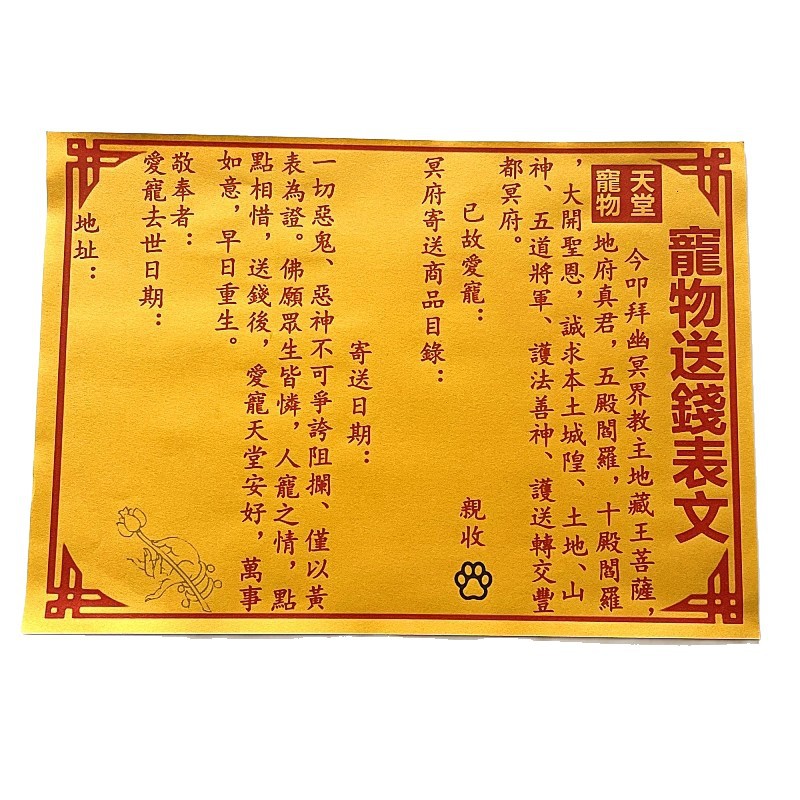 寵物送錢表文
天堂
寵物
今叩拜幽冥界教主地藏王菩薩，
地府真君，五殿閻羅，十殿閻羅
，大開聖恩，誠求本土城隍、土地、山
神、五道將軍、護法善神、護送轉交豐
都冥府。
已故愛寵： 親收
冥府寄送商品目錄：
寄送日期：
一切惡鬼、惡神不可爭誇阻攔、僅以黃
表為證。佛願眾生皆憐，人寵之情，點
點相惜，送錢後，愛寵天堂安好，萬事
如意，早日重生。
敬奉者：
愛寵去世日期：
地址：